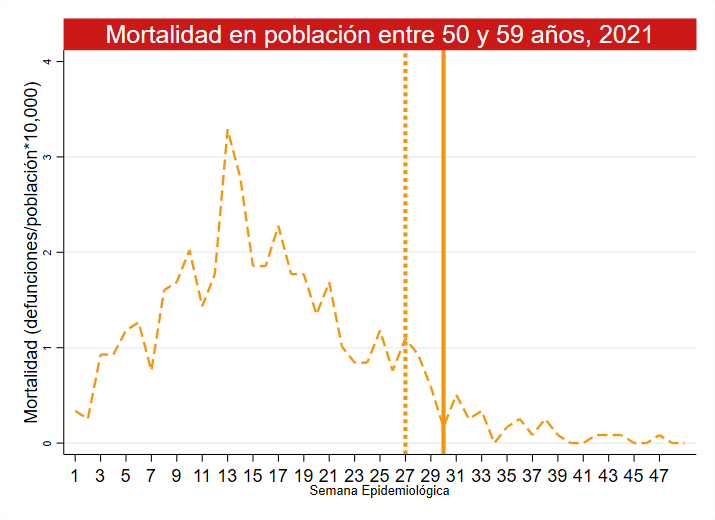 Mortalidad en población entre 50 y 59 años, 2021
Mortalidad (defunciones/población*10,000)
4
3
2
1
0
1 3 5 7 9 11 13 15 17 19 21 23 25 27 29 31 33 35 37 39 41 43 45 47
Semana Epidemiológica